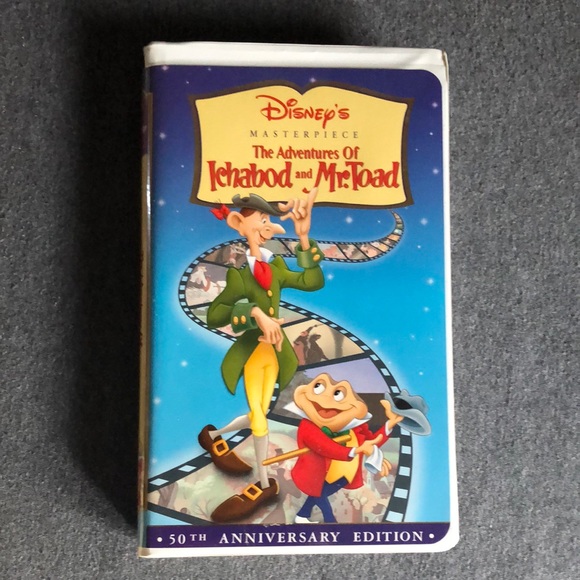 Disney's
MASTERPIECE
The Adventures Of
Ichabod and Mr. Toad
• 50TH ANNIVERSARY EDITION •